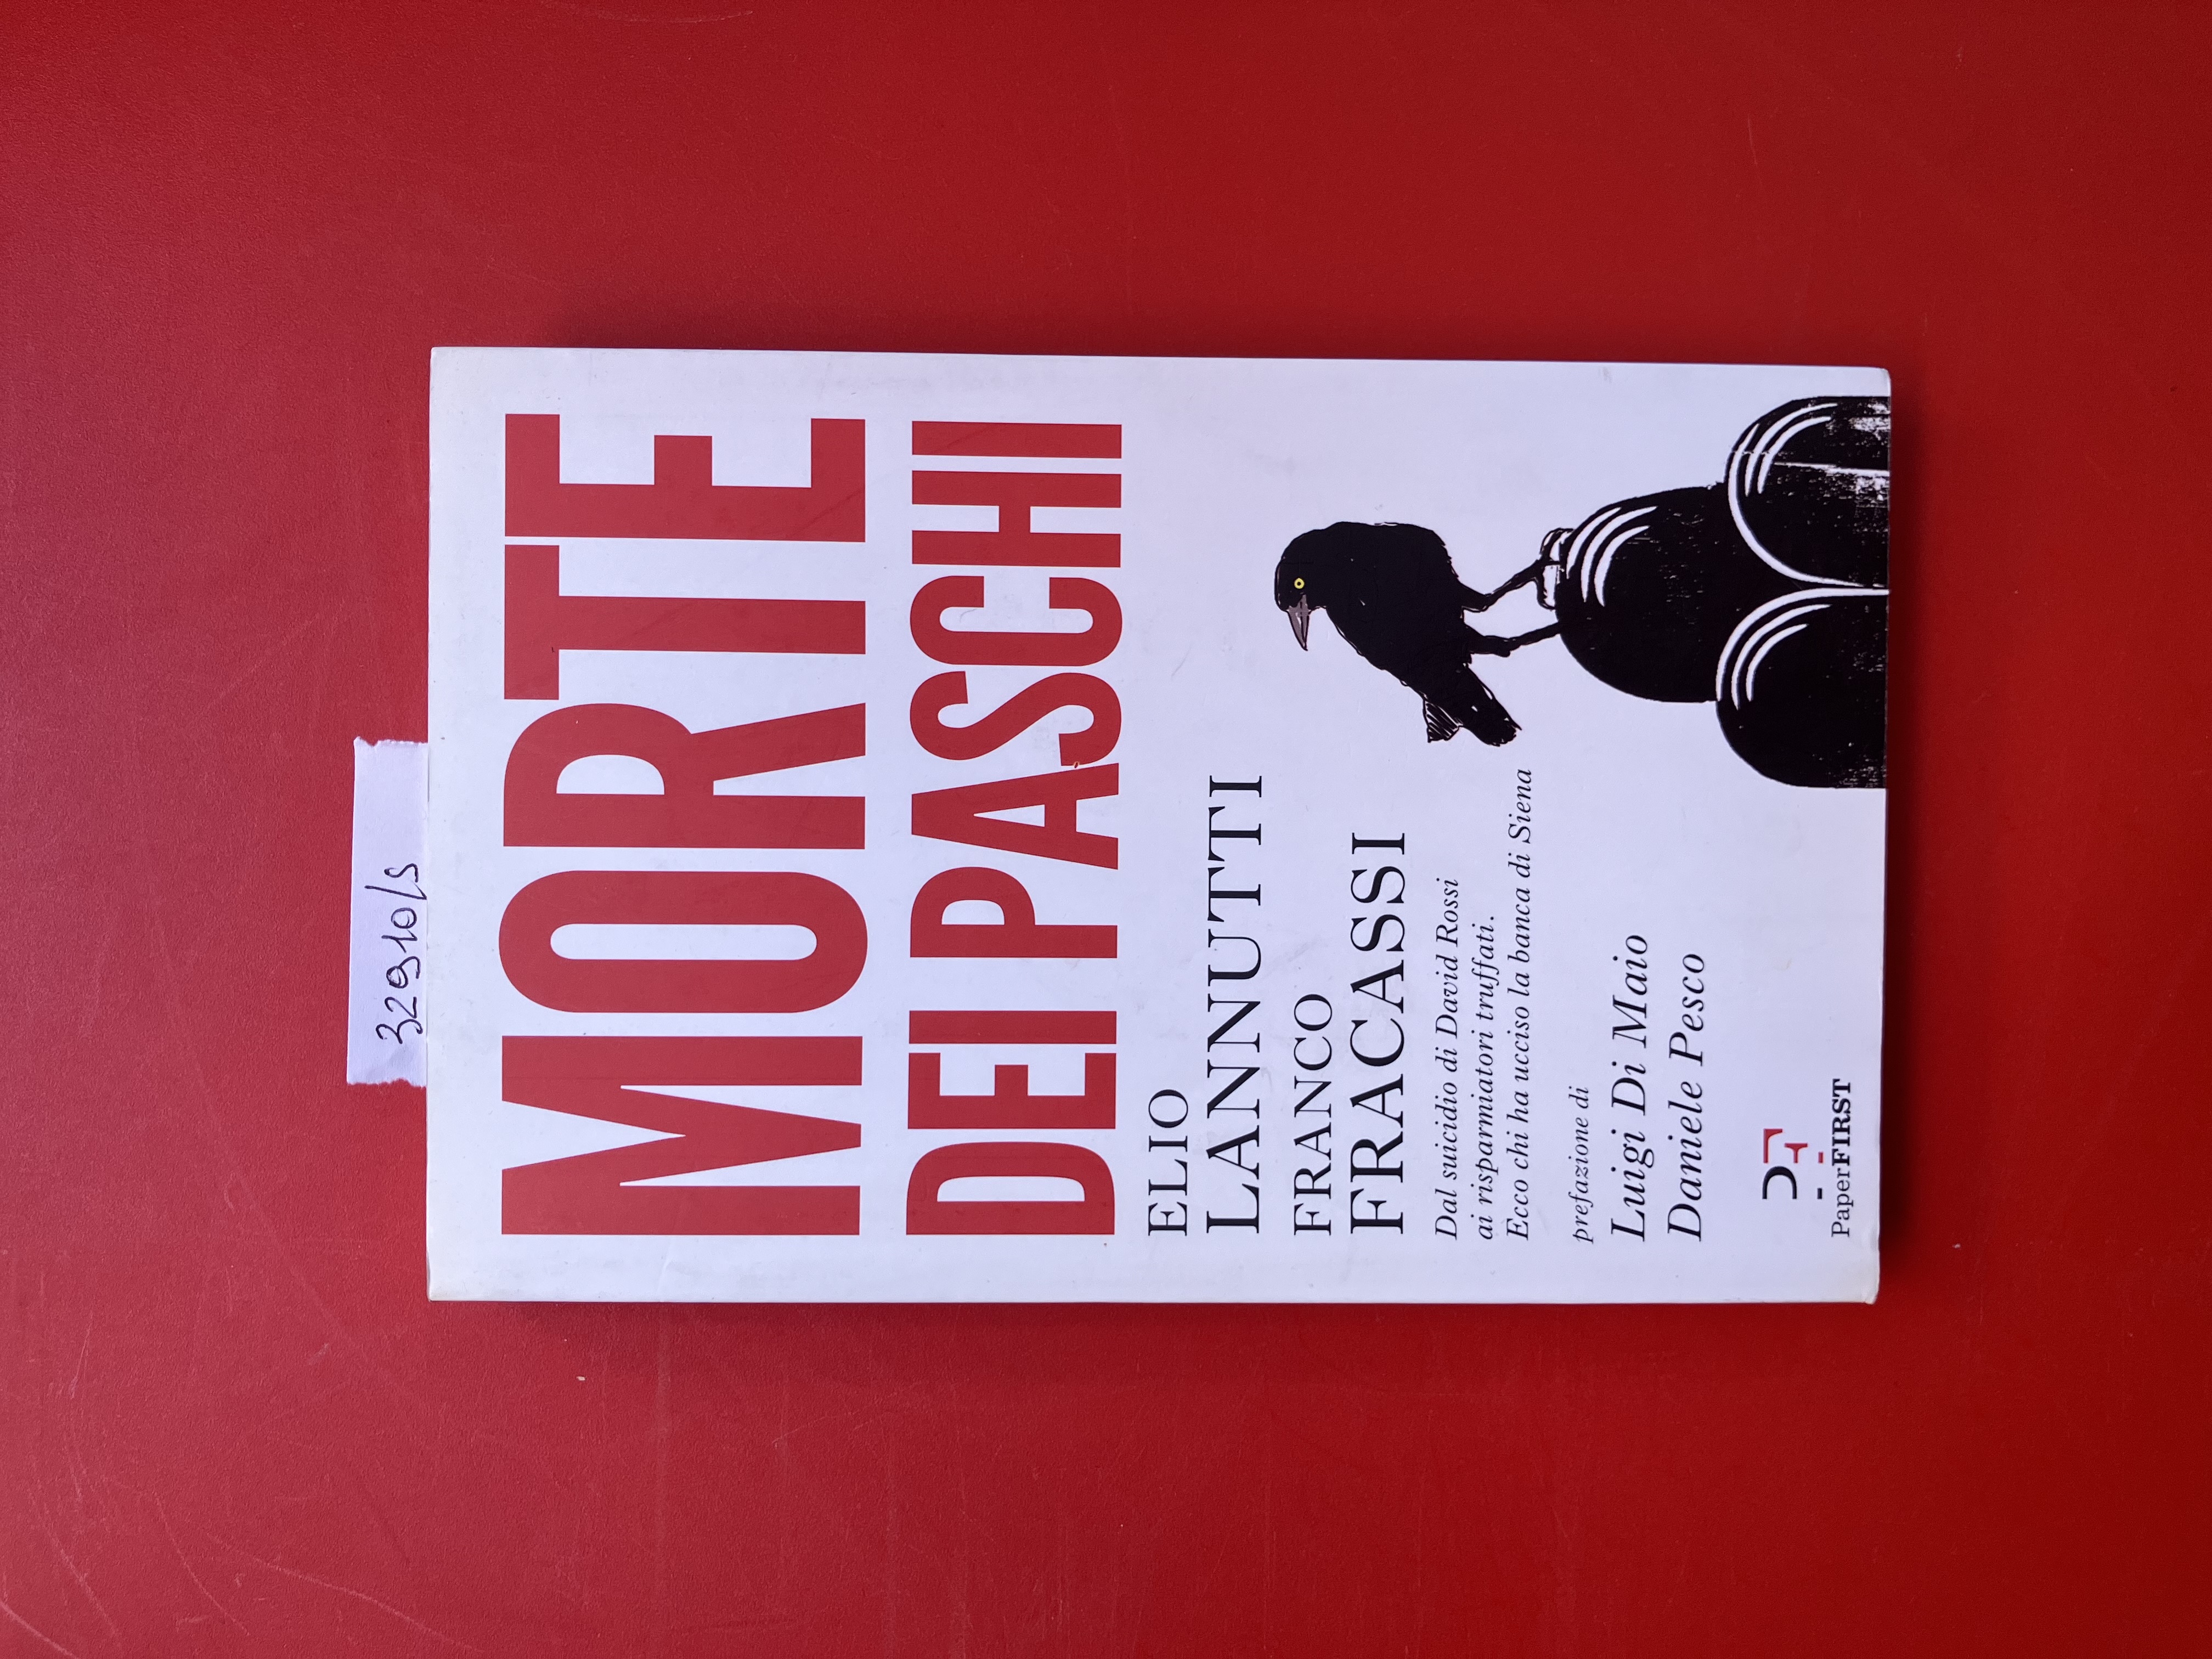 32910/S
MORTE
DEI PASCHI
ELIO
LANNUTTI
FRANCO
FRACASSI
Dal suicidio di David Rossi
ai risparmiatori truffati.
Ecco chi ha ucciso la banca di Siena
prefazione di
Luigi Di Maio
Daniele Pesco
PF
PaperFIRST